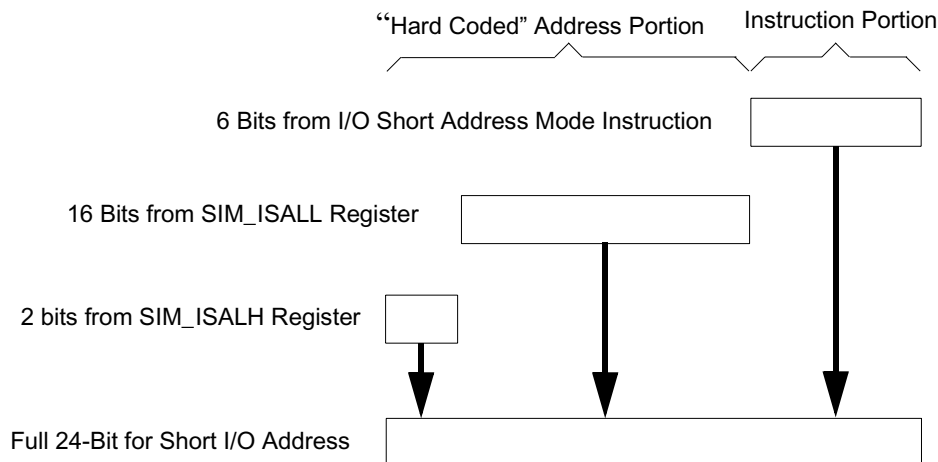 “Hard Coded” Address Portion
Instruction Portion
6 Bits from I/O Short Address Mode Instruction
16 Bits from SIM_ISALL Register
2 bits from SIM_ISALH Register
Full 24-Bit for Short I/O Address